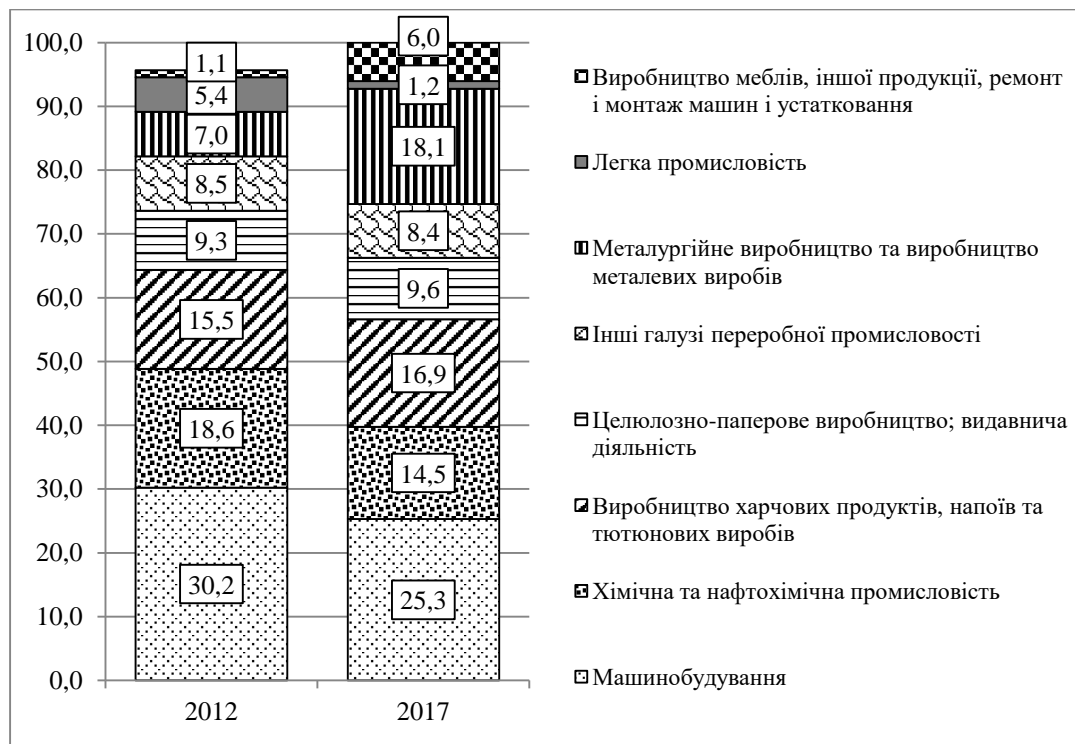 100,0
90,0
80,0
70,0
60,0
50,0
40,0
30,0
20,0
10,0
0,0
1,1
5,4
7,0
8,5
9,3
15,5
18,6
30,2
6,0
1,2
18,1
8,4
9,6
16,9
14,5
25,3
2012
2017
Виробництво меблів, іншої продукції, ремонт
і монтаж машин і устатковання
Легка промисловість
Металургійне виробництво та виробництво
металевих виробів
Інші галузі переробної промисловості
Целюлозно-паперове виробництво; видавнича
діяльність
Виробництво харчових продуктів, напоїв та
тютюнових виробів
Хімічна та нафтохімічна промисловість
Машинобудування